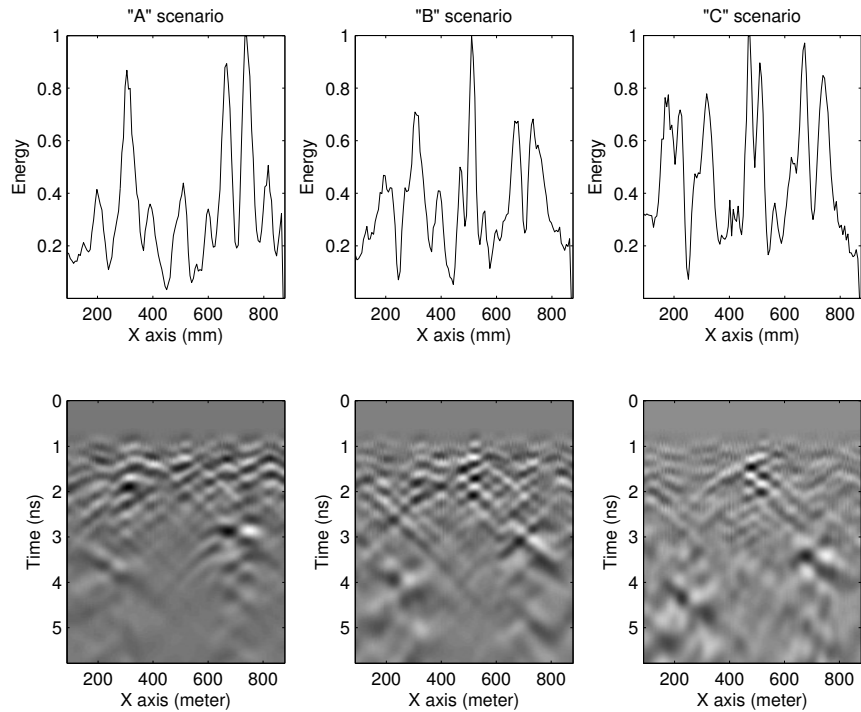 "A" scenario
"B" scenario
"C" scenario
1
0.8
0.6
0.4
0.2
Energy
200 400 600 800
X axis (mm)
1
0.8
0.6
0.4
0.2
Energy
200 400 600 800
X axis (mm)
1
0.8
0.6
0.4
0.2
Energy
200 400 600 800
X axis (mm)
0
1
2
3
4
5
Time (ns)
200 400 600 800
X axis (meter)
0
1
2
3
4
5
Time (ns)
200 400 600 800
X axis (meter)
0
1
2
3
4
5
Time (ns)
200 400 600 800
X axis (meter)